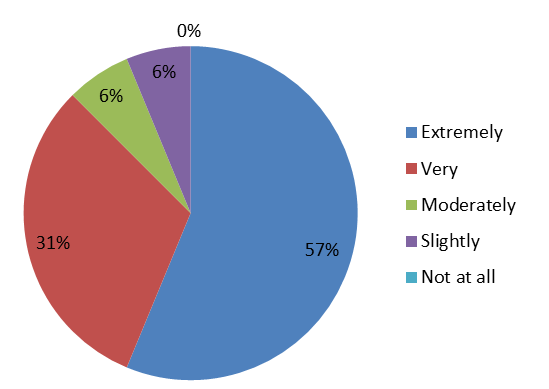 0%
6%
6%
31%
57%
Extremely
Very
Moderately
Slightly
Not at all